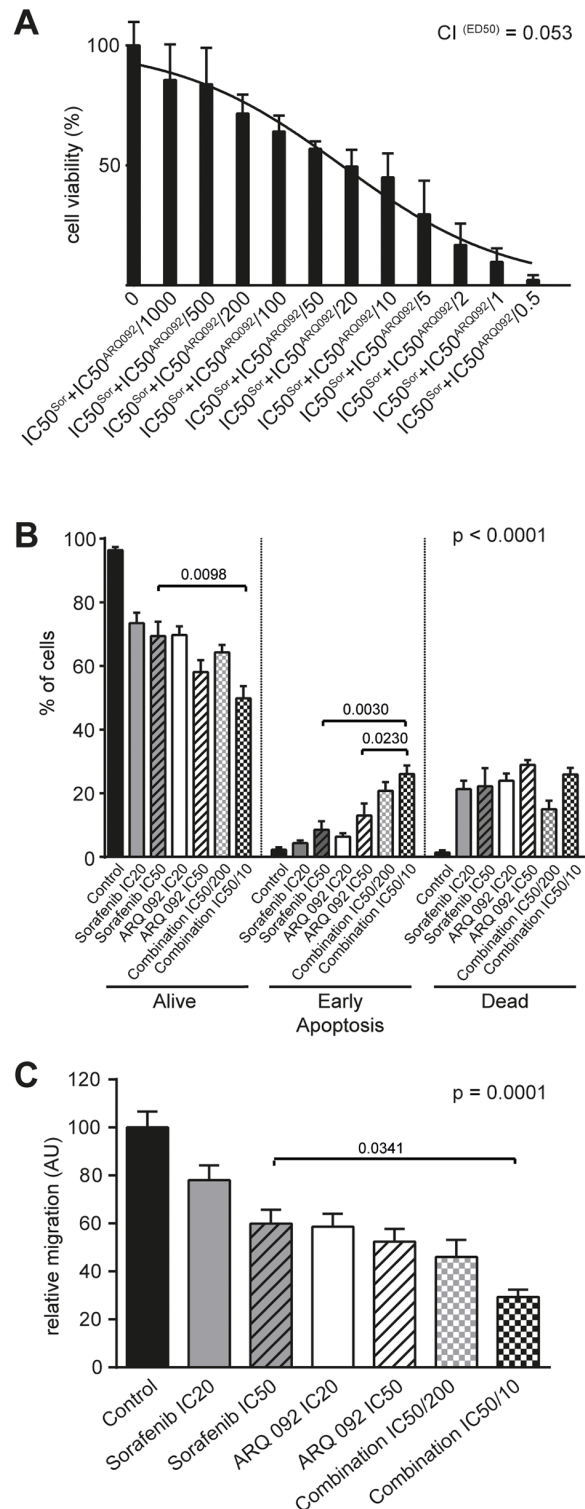 A
CI (ED50) = 0.053
cell viability (%)
100
50
0
IC50Sor+IC50ARQ092/1000
IC50Sor+IC50ARQ092/500
IC50Sor+IC50ARQ092/200
IC50Sor+IC50ARQ092/100
IC50Sor+IC50ARQ092/50
IC50Sor+IC50ARQ092/20
IC50Sor+IC50ARQ092/10
IC50Sor+IC50ARQ092/5
IC50Sor+IC50ARQ092/2
IC50Sor+IC50ARQ092/1
IC50Sor+IC50ARQ092/0.5
B
p < 0.0001
% of cells
100
80
60
40
20
0
0.0098
0.0030
0.0230
Control
Sorafenib IC20
Sorafenib IC50
ARQ 092 IC20
ARQ 092 IC50
Combination IC50/200
Combination IC50/10
Control
Sorafenib IC20
Sorafenib IC50
ARQ 092 IC20
ARQ 092 IC50
Combination IC50/200
Combination IC50/10
Control
Sorafenib IC20
Sorafenib IC50
ARQ 092 IC20
ARQ 092 IC50
Combination IC50/200
Combination IC50/10
Alive
Early
Apoptosis
Dead
C
p = 0.0001
relative migration (AU)
120
100
80
60
40
20
0
0.0341
Control
Sorafenib IC20
Sorafenib IC50
ARQ 092 IC20
ARQ 092 IC50
Combination IC50/200
Combination IC50/10